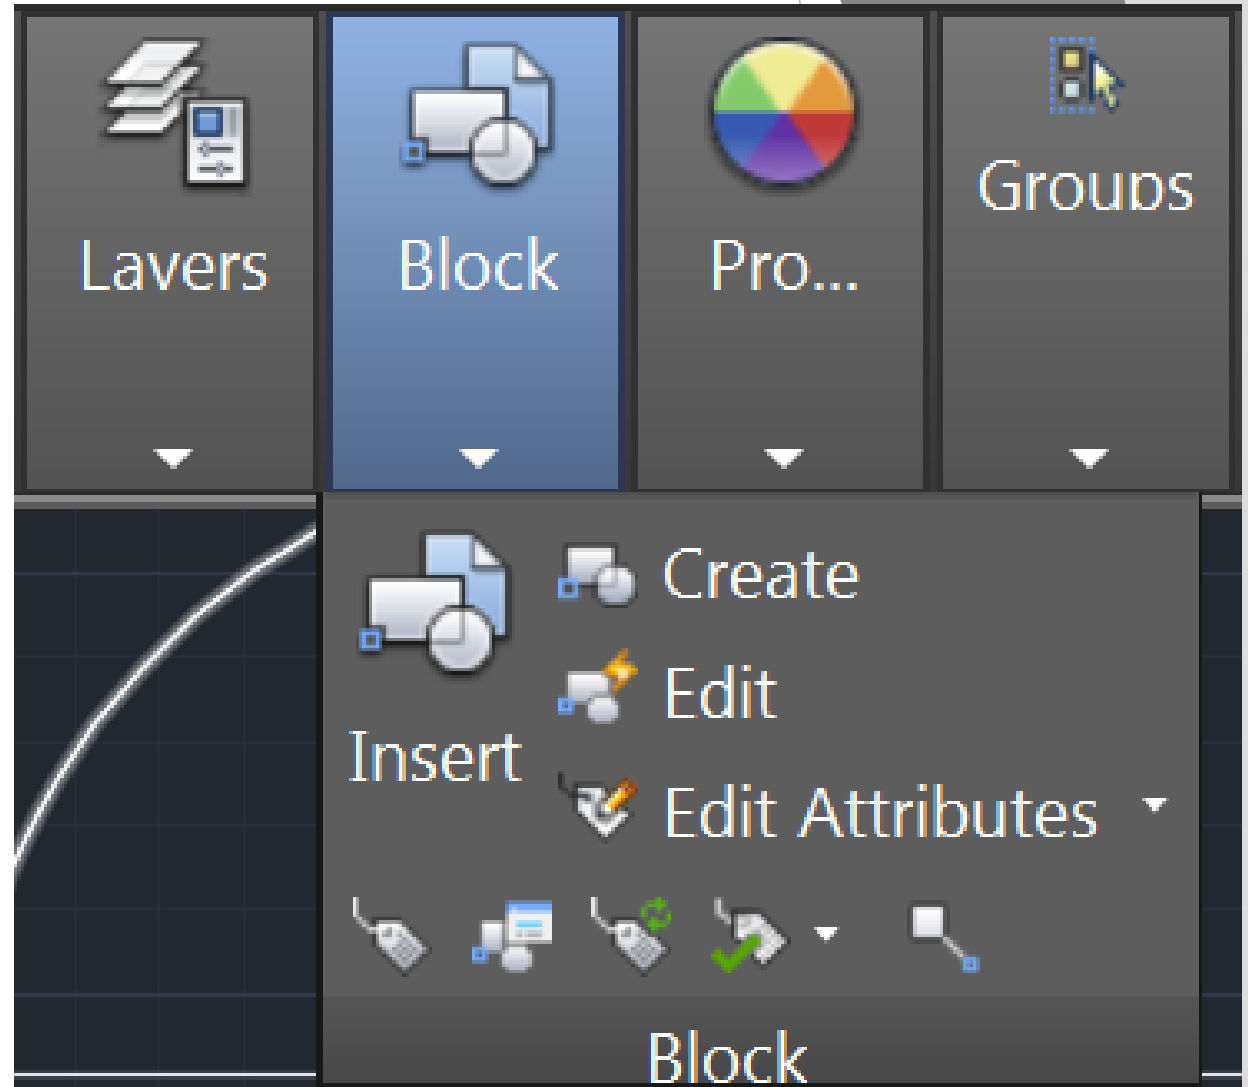 Layers
Block
Pro...
Groups
Insert
Create
Edit
Edit Attributes
Block